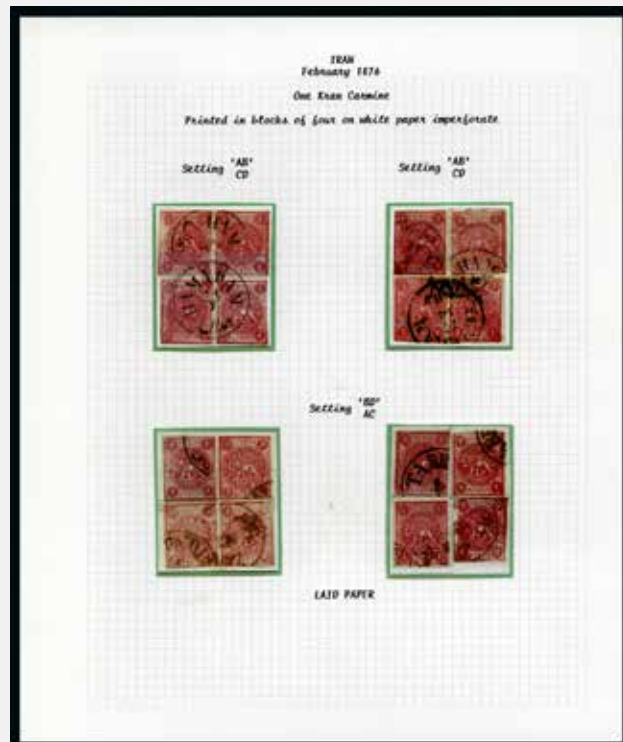 IRAN
February 1876
One Kran Carmine
Printed in blocks of four on white paper imperforate
Setting "AB"
CD
Setting "AB"
CD
Setting "BD"
AC
LAID PAPER